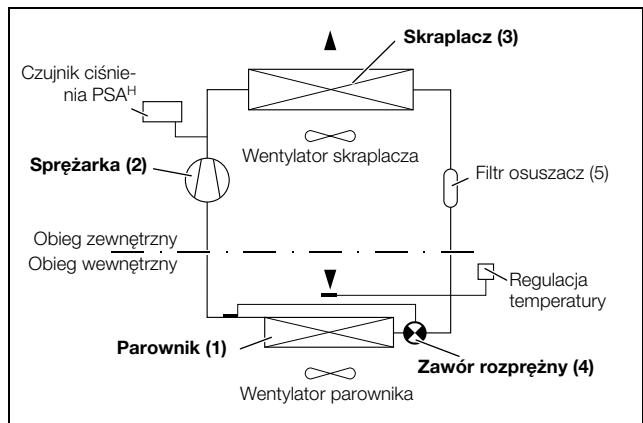 Skraplacz (3)
Czujnik ciśnie-
nia PSAH
Wentylator skraplacza
Sprężarka (2)
Filtr osuszacz (5)
Obieg zewnętrzny
Obieg wewnętrzny
Regulacja
temperatury
Parownik (1)
Zawór rozprężny (4)
Wentylator parownika